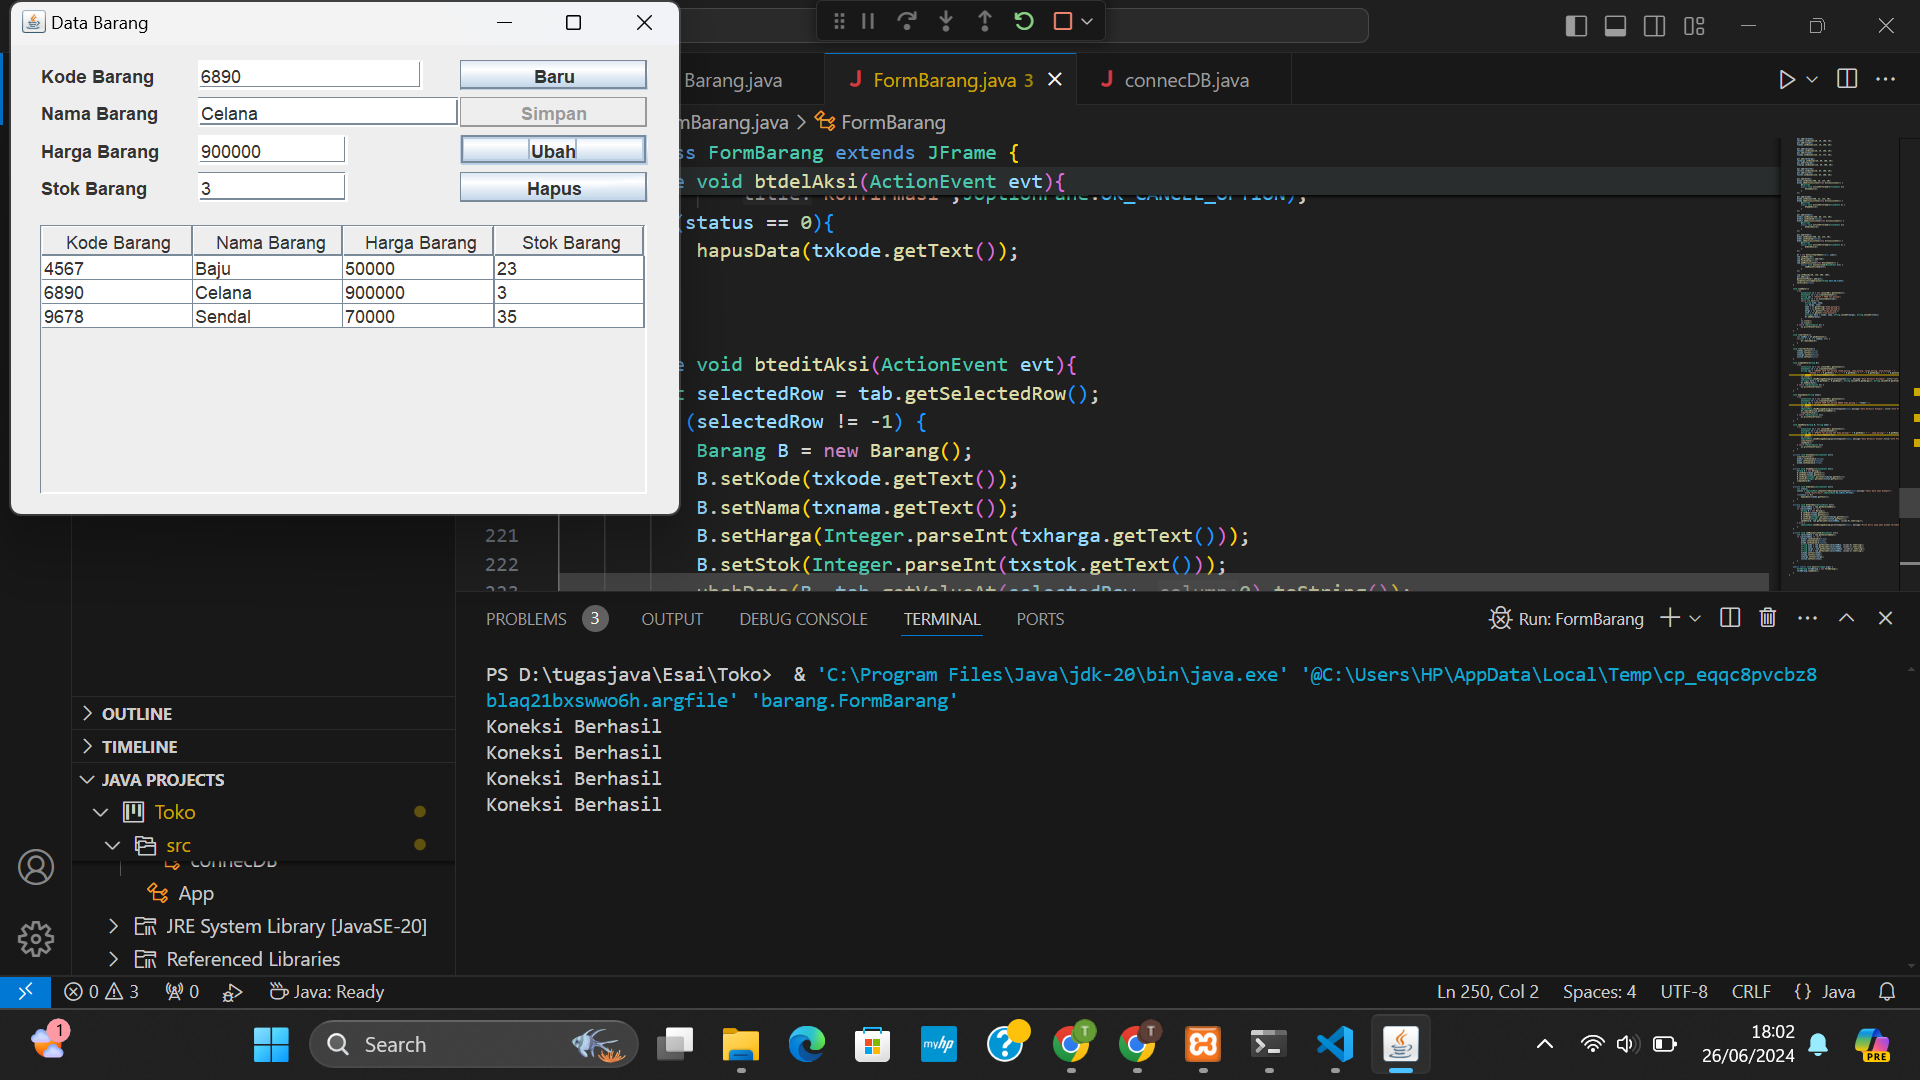 Data Barang
Kode Barang 6890 Baru
Nama Barang Celana Simpan
Harga Barang 900000 Ubah
Stok Barang 3 Hapus
Kode Barang Nama Barang Harga Barang Stok Barang
4567 Baju 50000 23
6890 Celana 900000 3
9678 Sendal 70000 35
Barang.java FormBarang.java 3 connecDB.java
mBarang.java > FormBarang
ss FormBarang extends JFrame {
e void btdelAksi(ActionEvent evt){
(status == 0){
hapusData(txkode.getText());
e void bteditAksi(ActionEvent evt){
t selectedRow = tab.getSelectedRow();
(selectedRow != -1) {
Barang B = new Barang();
B.setKode(txkode.getText());
B.setNama(txnama.getText());
221 B.setHarga(Integer.parseInt(txharga.getText()));
222 B.setStok(Integer.parseInt(txstok.getText()));
PROBLEMS 3 OUTPUT DEBUG CONSOLE TERMINAL PORTS Run: FormBarang
PS D:\tugasjava\Esai\Toko> & 'C:\Program Files\Java\jdk-20\bin\java.exe' '@C:\Users\HP\AppData\Local\Temp\cp_eqqc8pvcbz8
blaq21bxswwo6h.argfile' 'barang.FormBarang'
Koneksi Berhasil
Koneksi Berhasil
Koneksi Berhasil
Koneksi Berhasil
OUTLINE
TIMELINE
JAVA PROJECTS
Toko
src
connecDB
App
JRE System Library [JavaSE-20]
Referenced Libraries
0 3 0 Java: Ready Ln 250, Col 2 Spaces: 4 UTF-8 CRLF {} Java
1 Search myhp T T PRE
18:02
26/06/2024